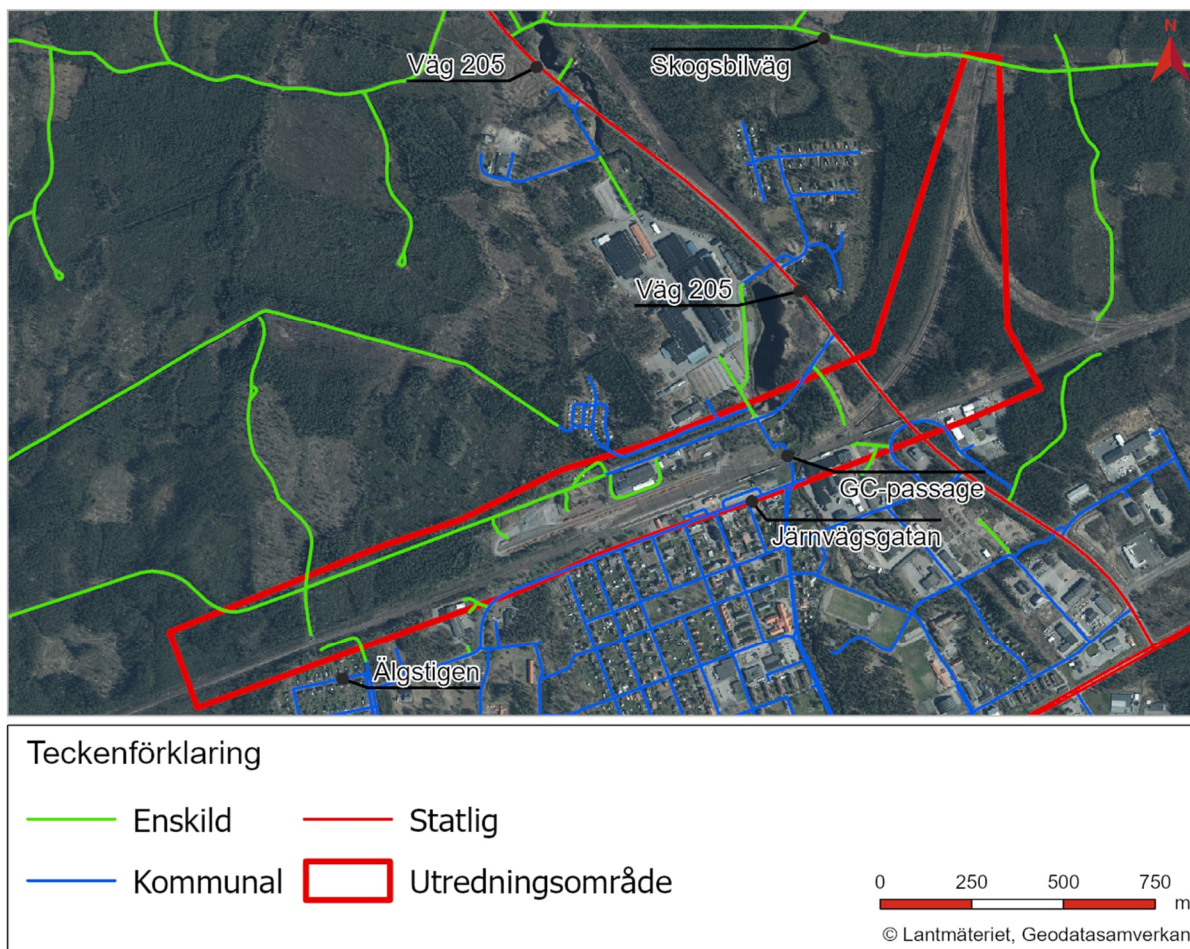 N
Väg 205
Skogsbilväg
Väg 205
GC-passage
Järnvägsgatan
Älgstigen
Teckenförklaring
Enskild
Statlig
Kommunal
Utredningsområde
0 250 500 750
m
© Lantmäteriet, Geodatasamverkan